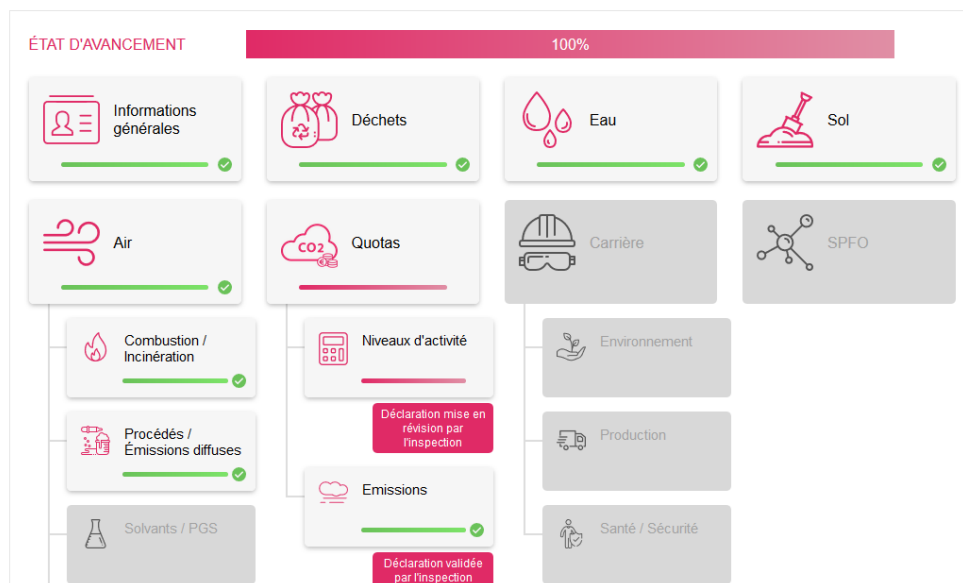 ÉTAT D'AVANCEMENT
100%
Informations
générales
Déchets
Eau
Sol
Air
CO2
Quotas
Carrière
SPFO
Combustion /
Incinération
Niveaux d'activité
Environnement
Déclaration mise en
révision par
l'inspection
Procédés /
Émissions diffuses
Production
Emissions
Solvants / PGS
Santé / Sécurité
Déclaration validée
par l'inspection